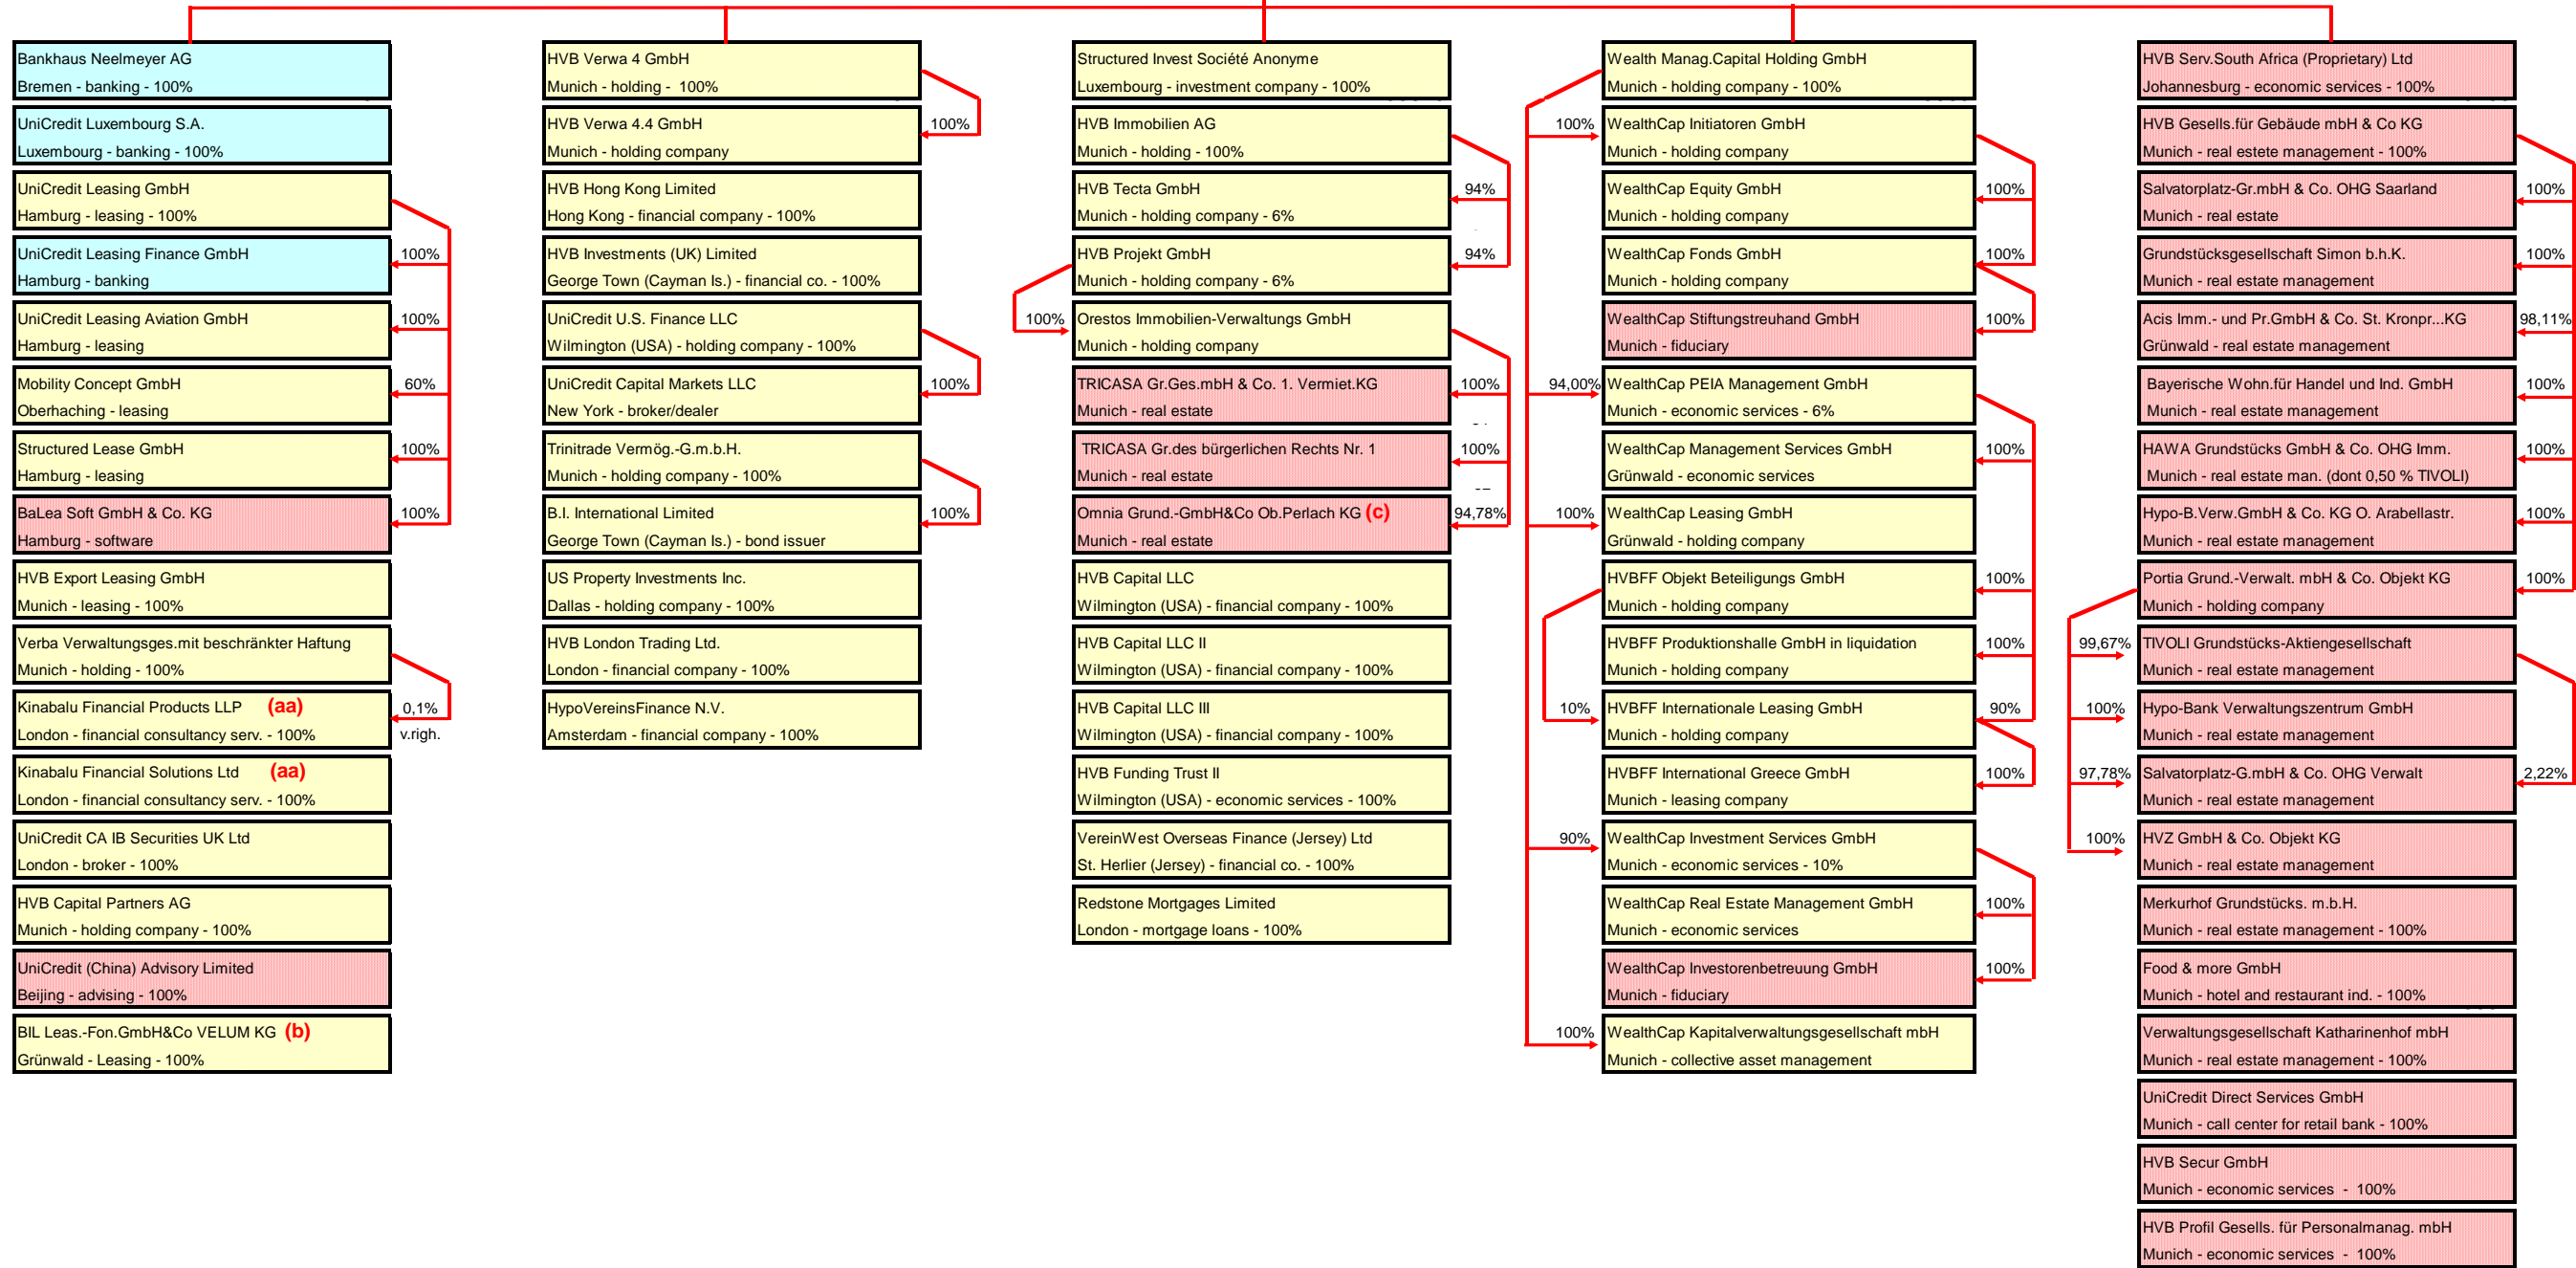 Bankhaus Neelmeyer AG
Bremen - banking - 100%
UniCredit Luxembourg S.A.
Luxembourg - banking - 100%
UniCredit Leasing GmbH
Hamburg - leasing - 100%
UniCredit Leasing Finance GmbH
100%
Hamburg - banking
UniCredit Leasing Aviation GmbH
100%
Hamburg - leasing
Mobility Concept GmbH
60%
Oberhaching - leasing
Structured Lease GmbH
100%
Hamburg - leasing
BaLea Soft GmbH & Co. KG
100%
Hamburg - software
HVB Export Leasing GmbH
Munich - leasing - 100%
Verba Verwaltungsges.mit beschränkter Haftung
Munich - holding - 100%
Kinabalu Financial Products LLP (aa)
0,1%
London - financial consultancy serv. - 100%
v.righ.
Kinabalu Financial Solutions Ltd (aa)
London - financial consultancy serv. - 100%
UniCredit CA IB Securities UK Ltd
London - broker - 100%
HVB Capital Partners AG
Munich - holding company - 100%
UniCredit (China) Advisory Limited
Beijing - advising - 100%
BIL Leas.-Fon.GmbH&Co VELUM KG (b)
Grünwald - Leasing - 100%
HVB Verwa 4 GmbH
Munich - holding - 100%
HVB Verwa 4.4 GmbH
100%
Munich - holding company
HVB Hong Kong Limited
Hong Kong - financial company - 100%
HVB Investments (UK) Limited
George Town (Cayman Is.) - financial co. - 100%
UniCredit U.S. Finance LLC
Wilmington (USA) - holding company - 100%
UniCredit Capital Markets LLC
100%
New York - broker/dealer
Trinitrade Vermög.-G.m.b.H.
Munich - holding company - 100%
B.I. International Limited
100%
George Town (Cayman Is.) - bond issuer
US Property Investments Inc.
Dallas - holding company - 100%
HVB London Trading Ltd.
London - financial company - 100%
HypoVereinsFinance N.V.
Amsterdam - financial company - 100%
Structured Invest Société Anonyme
Luxembourg - investment company - 100%
HVB Immobilien AG
Munich - holding - 100%
HVB Tecta GmbH
94%
Munich - holding company - 6%
HVB Projekt GmbH
94%
Munich - holding company - 6%
100%
Orestos Immobilien-Verwaltungs GmbH
Munich - holding company
TRICASA Gr.Ges.mbH & Co. 1. Vermiet.KG
100%
Munich - real estate
TRICASA Gr.des bürgerlichen Rechts Nr. 1
100%
Munich - real estate
Omnia Grund.-GmbH&Co Ob.Perlach KG (c)
94,78%
Munich - real estate
HVB Capital LLC
Wilmington (USA) - financial company - 100%
HVB Capital LLC II
Wilmington (USA) - financial company - 100%
HVB Capital LLC III
Wilmington (USA) - financial company - 100%
HVB Funding Trust II
Wilmington (USA) - economic services - 100%
VereinWest Overseas Finance (Jersey) Ltd
St. Herlier (Jersey) - financial co. - 100%
Redstone Mortgages Limited
London - mortgage loans - 100%
Wealth Manag.Capital Holding GmbH
Munich - holding company - 100%
100%
WealthCap Initiatoren GmbH
Munich - holding company
WealthCap Equity GmbH
100%
Munich - holding company
WealthCap Fonds GmbH
100%
Munich - holding company
WealthCap Stiftungstreuhand GmbH
100%
Munich - fiduciary
94,00%
WealthCap PEIA Management GmbH
Munich - economic services - 6%
WealthCap Management Services GmbH
100%
Grünwald - economic services
100%
WealthCap Leasing GmbH
Grünwald - holding company
HVBFF Objekt Beteiligungs GmbH
100%
Munich - holding company
HVBFF Produktionshalle GmbH in liquidation
100%
Munich - holding company
10%
HVBFF Internationale Leasing GmbH
90%
Munich - holding company
HVBFF International Greece GmbH
100%
Munich - leasing company
90%
WealthCap Investment Services GmbH
Munich - economic services - 10%
WealthCap Real Estate Management GmbH
100%
Munich - economic services
WealthCap Investorenbetreuung GmbH
100%
Munich - fiduciary
100%
WealthCap Kapitalverwaltungsgesellschaft mbH
Munich - collective asset management
HVB Serv.South Africa (Proprietary) Ltd
Johannesburg - economic services - 100%
HVB Gesells.für Gebäude mbH & Co KG
Munich - real estete management - 100%
Salvatorplatz-Gr.mbH & Co. OHG Saarland
100%
Munich - real estate
Grundstücksgesellschaft Simon b.h.K.
100%
Munich - real estate management
Acis Imm.- und Pr.GmbH & Co. St. Kronpr...KG
98,11%
Grünwald - real estate management
Bayerische Wohn.für Handel und Ind. GmbH
100%
Munich - real estate management
HAWA Grundstücks GmbH & Co. OHG Imm.
100%
Munich - real estate man. (dont 0,50 % TIVOLI)
Hypo-B.Verw.GmbH & Co. KG O. Arabellastr.
100%
Munich - real estate management
Portia Grund.-Verwalt. mbH & Co. Objekt KG
100%
Munich - holding company
99,67%
TIVOLI Grundstücks-Aktiengesellschaft
Munich - real estate management
100%
Hypo-Bank Verwaltungszentrum GmbH
Munich - real estate management
97,78%
Salvatorplatz-G.mbH & Co. OHG Verwalt
2,22%
Munich - real estate management
100%
HVZ GmbH & Co. Objekt KG
Munich - real estate management
Merkurhof Grundstücks. m.b.H.
Munich - real estate management - 100%
Food & more GmbH
Munich - hotel and restaurant ind. - 100%
Verwaltungsgesellschaft Katharinenhof mbH
Munich - real estate management - 100%
UniCredit Direct Services GmbH
Munich - call center for retail bank - 100%
HVB Secur GmbH
Munich - economic services - 100%
HVB Profil Gesells. für Personalmanag. mbH
Munich - economic services - 100%